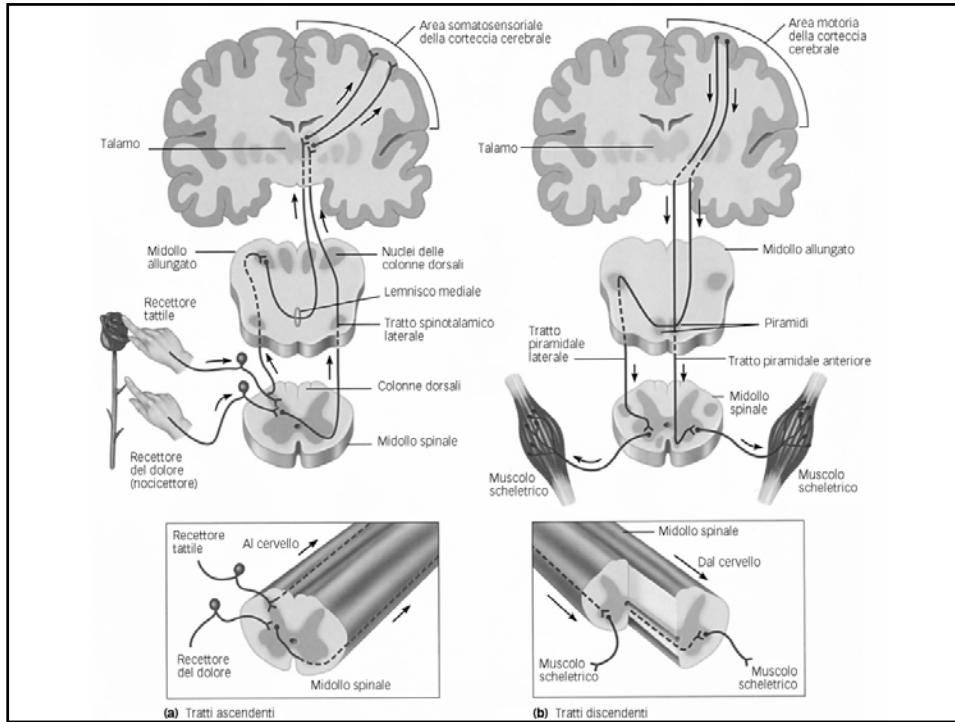 Area somatosensoriale
della corteccia cerebrale
Talamo
Midollo
allungato
Nuclei delle
colonne dorsali
Lemnisco mediale
Recettore
tattile
Tratto spinotalamico
laterale
Colonne dorsali
Midollo spinale
Recettore
del dolore
(nocicettore)
Recettore
tattile
Al cervello
Recettore
del dolore
Midollo spinale
(a) Tratti ascendenti
Area motoria
della corteccia
cerebrale
Talamo
Midollo allungato
Piramidi
Tratto
piramidale
laterale
Tratto piramidale anteriore
Midollo
spinale
Muscolo
scheletrico
Muscolo
scheletrico
Midollo spinale
Dal cervello
Muscolo
scheletrico
Muscolo
scheletrico
(b) Tratti discendenti